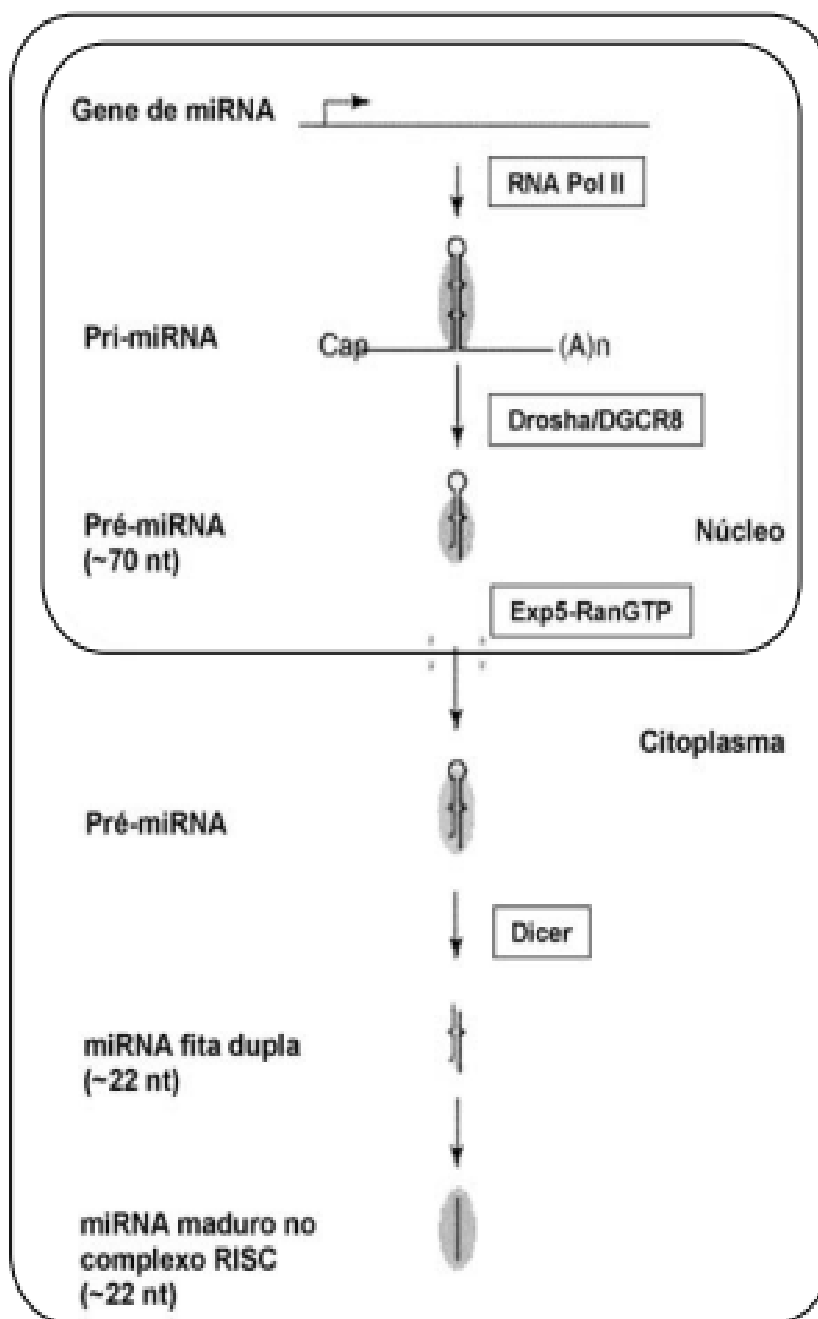 Gene de miRNA
RNA Pol II
Pri-miRNA
Cap
(A)n
Drosha/DGCR8
Pré-miRNA
(~70 nt)
Núcleo
Exp5-RanGTP
Citoplasma
Pré-miRNA
Dicer
miRNA fita dupla
(~22 nt)
miRNA maduro no
complexo RISC
(~22 nt)